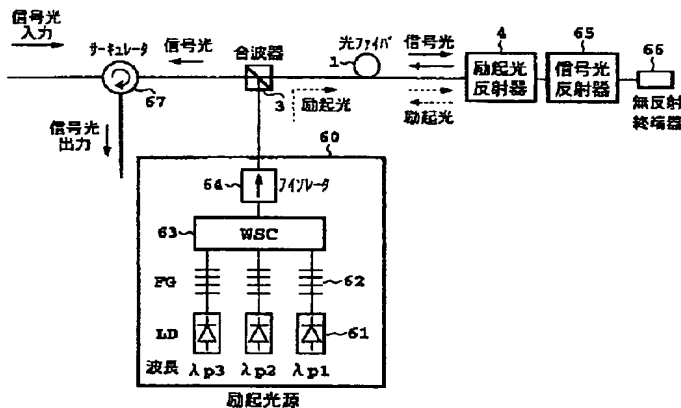 信号光
入力
サーキュレータ
67
信号光
信号光
出力
合波器
3
励起光
光ファイバ
1
信号光
励起光
4
励起光
反射器
65
信号光
反射器
66
無反射
終端器
60
64
アイソレータ
63
WSC
FG
62
LD
61
波長 λp3 λp2 λp1
励起光源